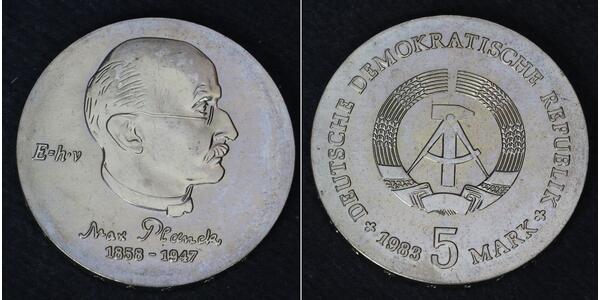 E=h·ν
Max Planck
1858 - 1947
DEUTSCHE DEMOKRATISCHE REPUBLIK
* 1983 5 MARK *